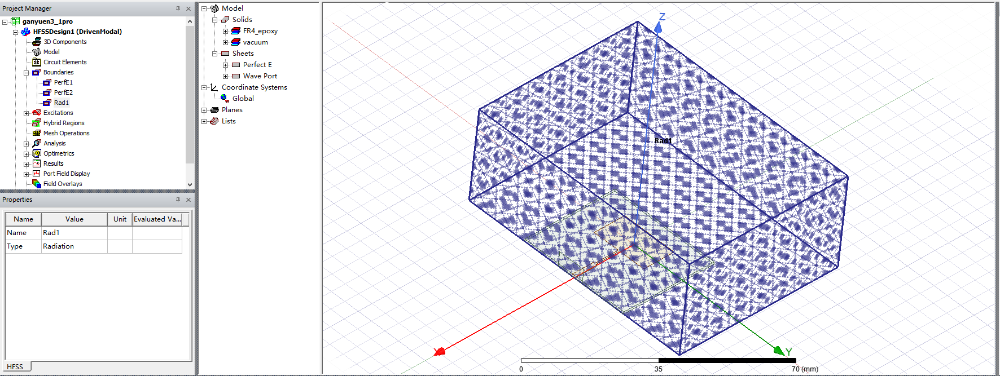 Project Manager
ganyuen3_1pro
HFSSDesign1 (DrivenModal)
3D Components
Model
Circuit Elements
Boundaries
PerfE1
PerfE2
Rad1
Excitations
Hybrid Regions
Mesh Operations
Analysis
Optimetrics
Results
Port Field Display
Field Overlays
Properties
Name Value Unit Evaluated Va...
Name Rad1
Type Radiation
HFSS
Model
Solids
FR4_epoxy
vacuum
Sheets
Perfect E
Wave Port
Coordinate Systems
Global
Planes
Lists
Z
Rad1
X
Y
0 35 70 (mm)